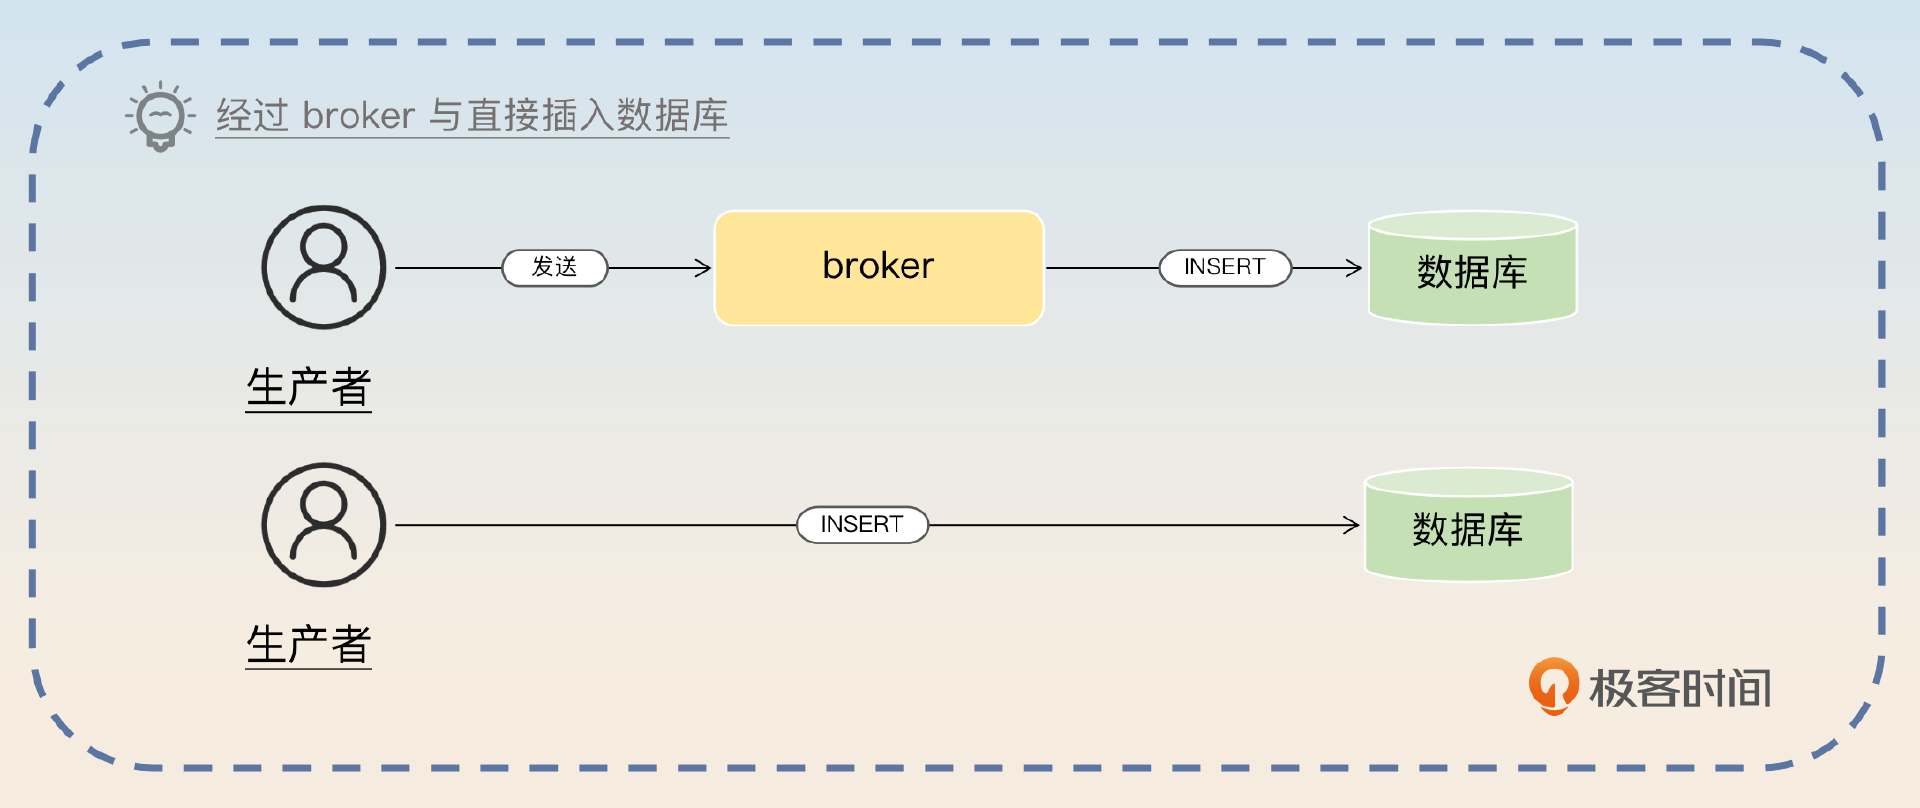 经过 broker 与直接插入数据库
发送
broker
INSERT
数据库
生产者
INSERT
数据库
生产者
极客时间